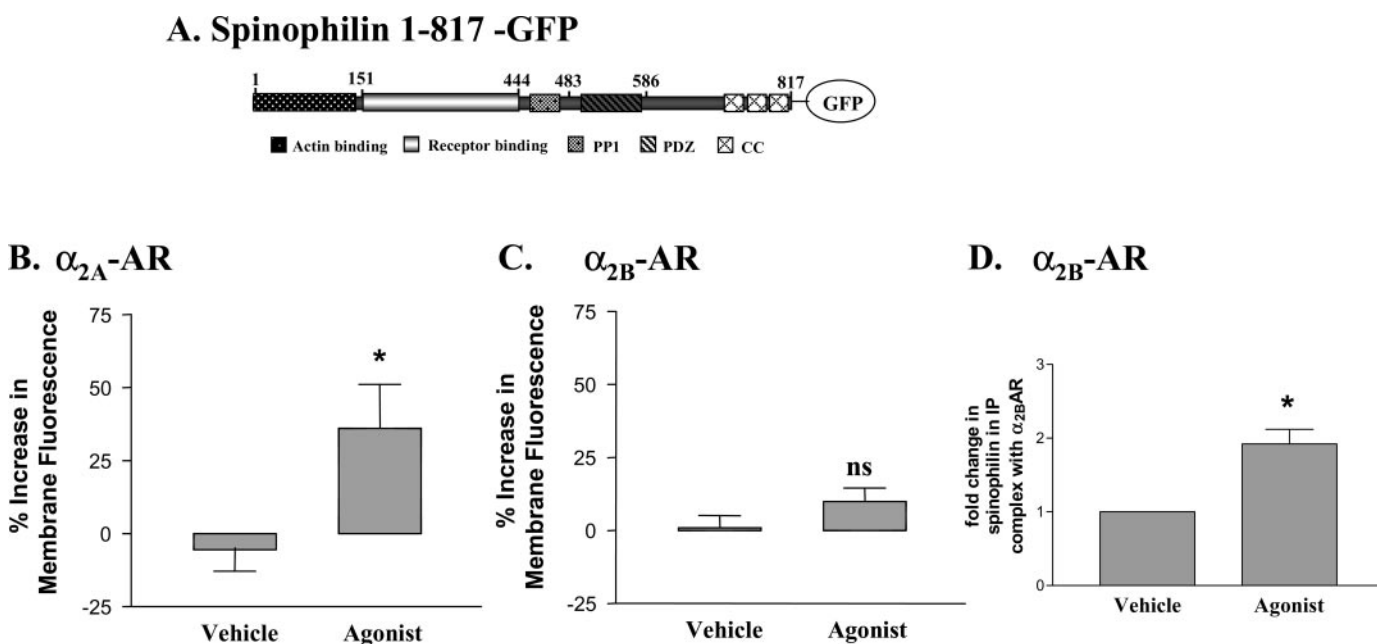 A. Spinophilin 1-817 -GFP
1 151 444 483 586 817
GFP
Actin binding Receptor binding PP1 PDZ CC
B. α2A-AR
% Increase in
Membrane Fluorescence
75
50
25
0
-25
*
Vehicle Agonist
C. α2B-AR
% Increase in
Membrane Fluorescence
75
50
25
0
-25
ns
Vehicle Agonist
D. α2B-AR
fold change in
spinophilin in IP
complex with α2BAR
3
2
1
0
*
Vehicle Agonist